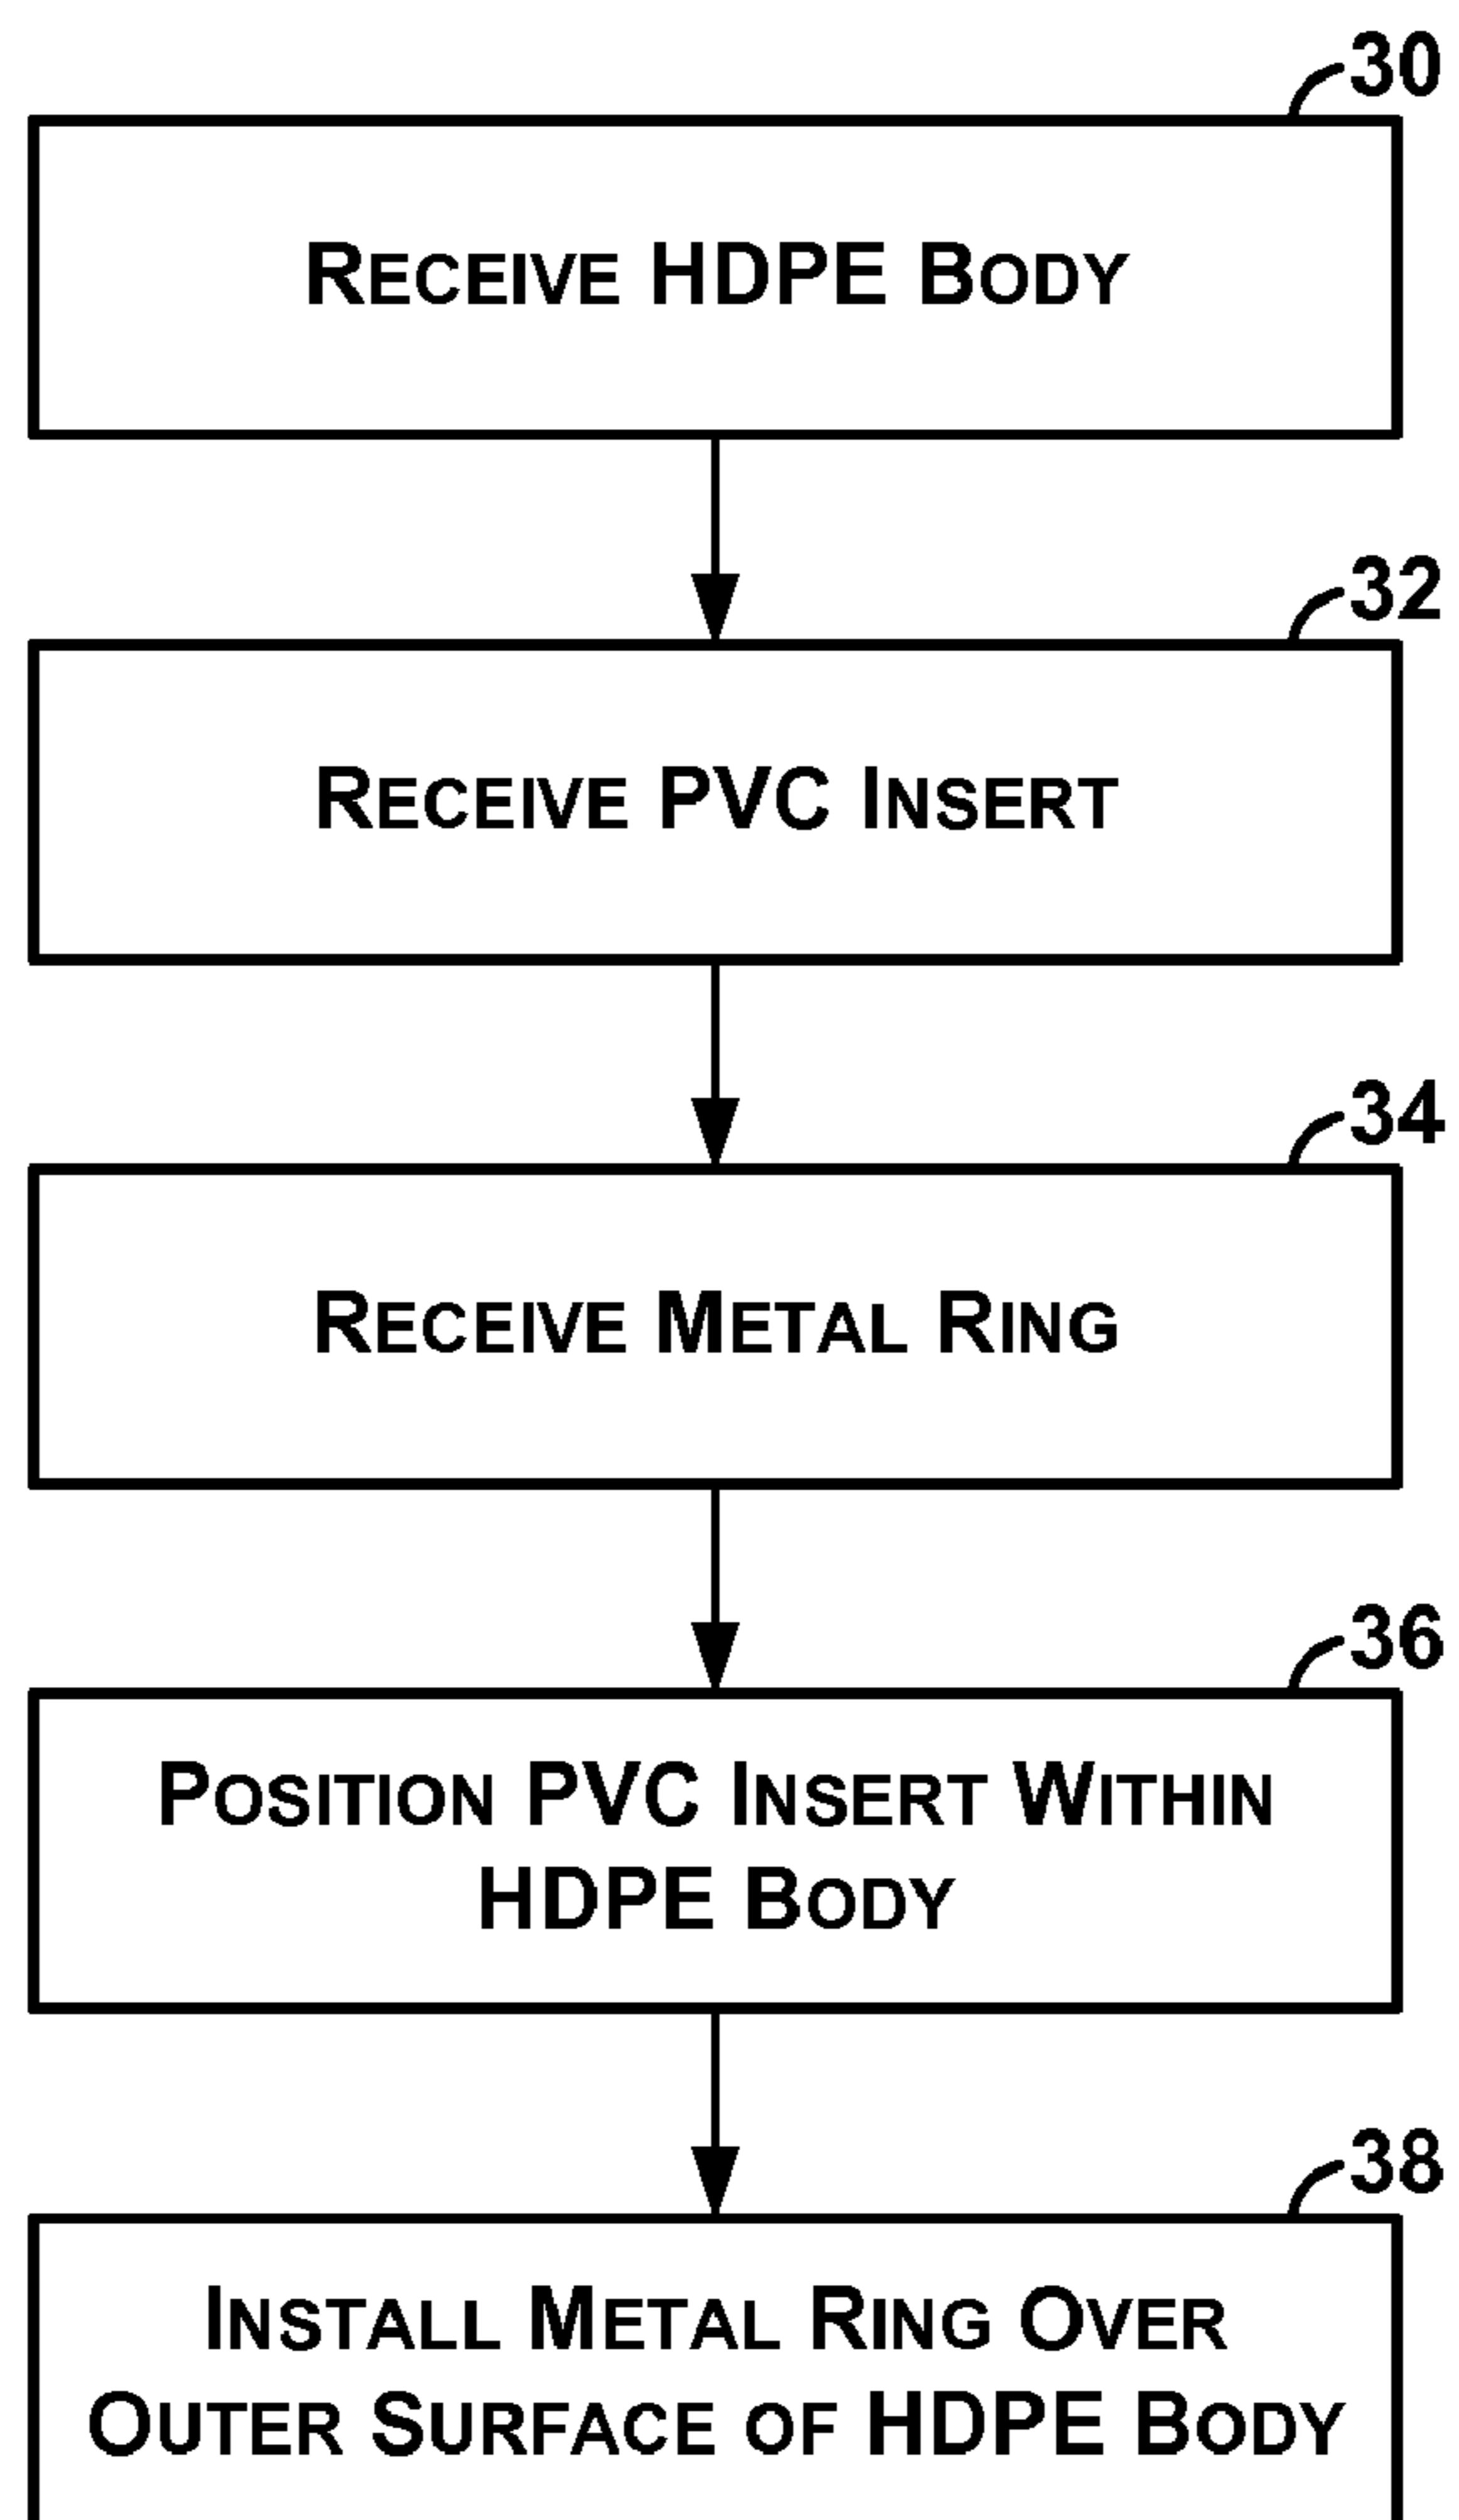 30
RECEIVE HDPE BODY
32
RECEIVE PVC INSERT
34
RECEIVE METAL RING
36
POSITION PVC INSERT WITHIN
HDPE BODY
38
INSTALL METAL RING OVER
OUTER SURFACE OF HDPE BODY